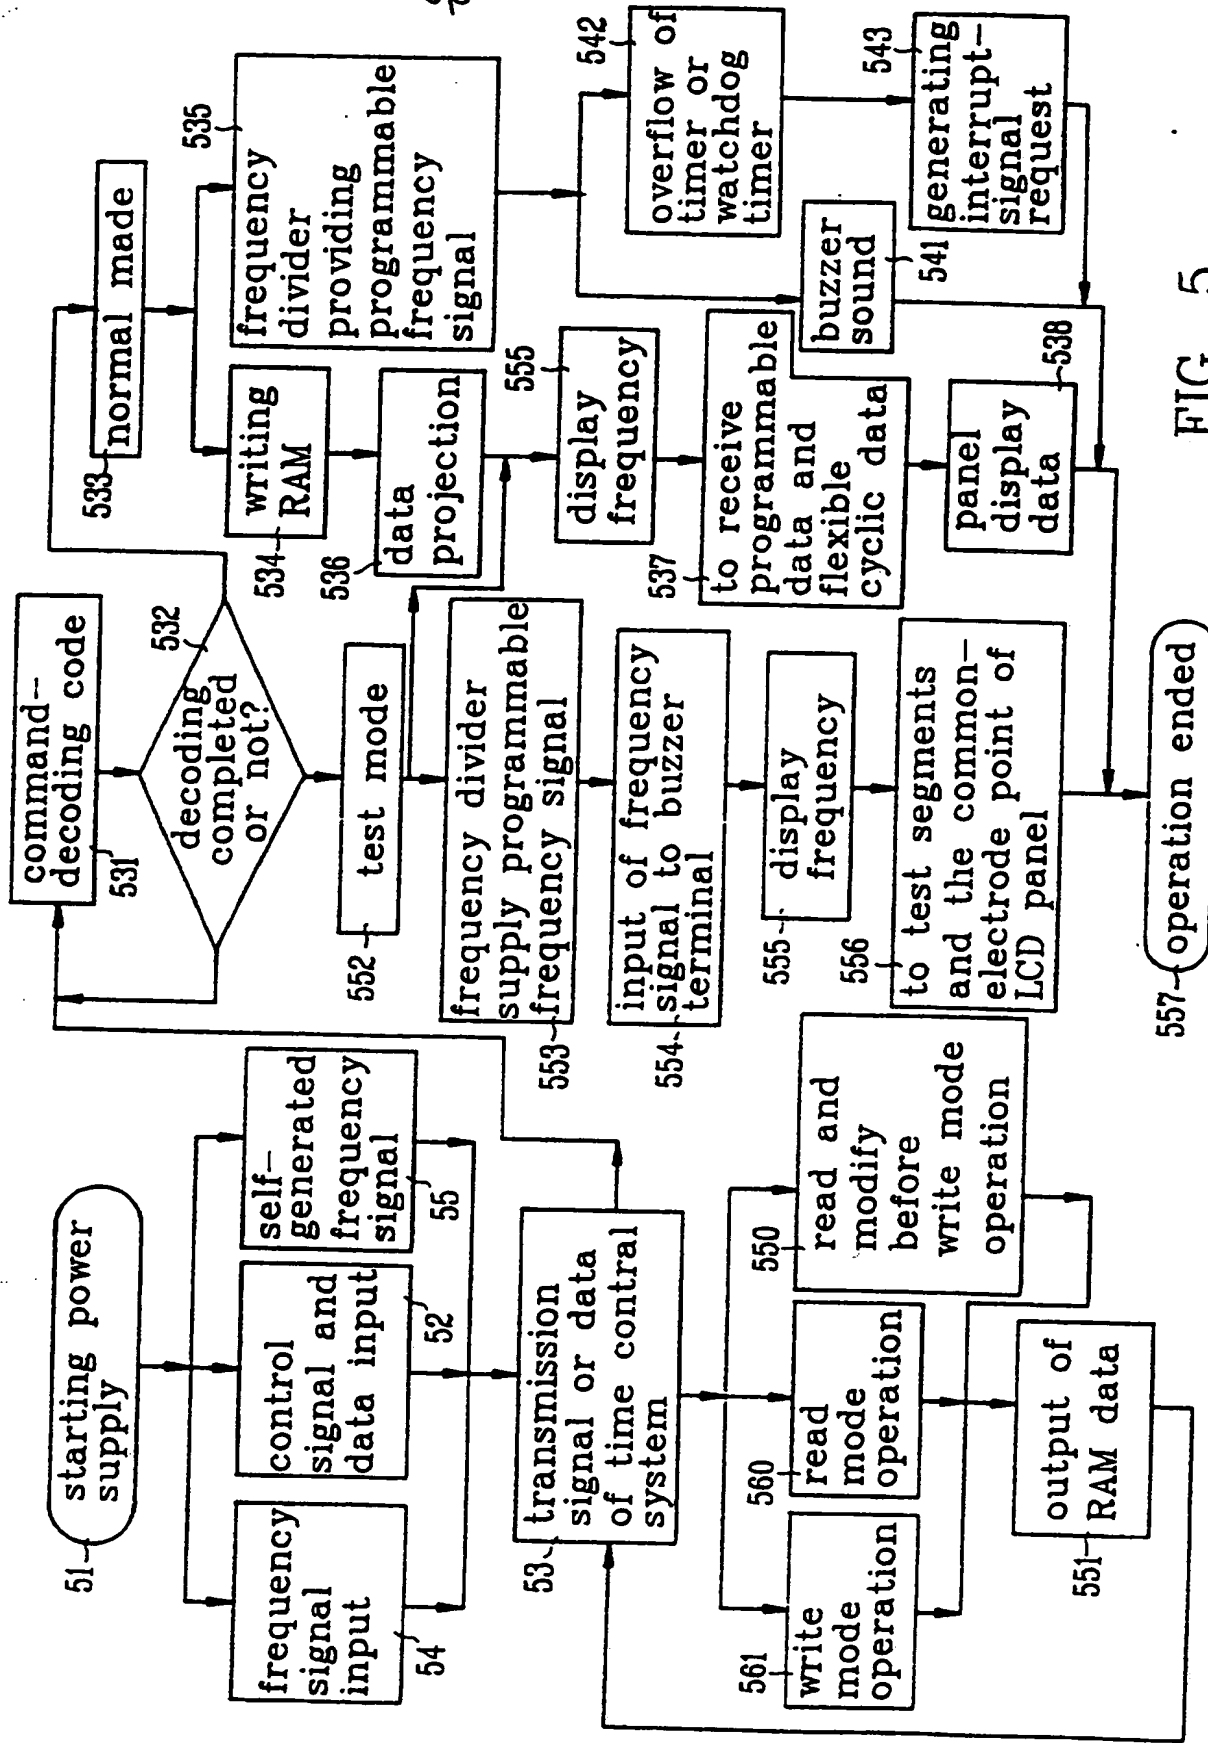 51
starting power
supply
frequency
signal
input
54
control
signal and
data input
52
self-
generated
frequency
signal
55
53
transmission
signal or data
of time contral
system
561
write
mode
operation
560
read
mode
operation
550
read and
modify
before
write mode
operation
551
output of
RAM data
command--
decoding code
531
532
decoding
completed
or not?
552
test mode
553
frequency divider
supply programmable
frequency signal
554
input of frequency
signal to buzzer
terminal
555
display
frequency
556
to test segments
and the common-
electrode point of
LCD panel
557
operation ended
533
normal made
534
writing
RAM
535
frequency
divider
providing
programmable
frequency
signal
536
data
projection
555
display
frequency
537
to receive
programmable
data and
flexible
cyclic data
panel
display
data
538
buzzer
sound
541
542
overflow of
timer or
watchdog
timer
543
generating
interrupt-
signal
request
FIG. 5